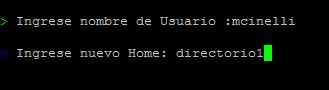 > Ingrese nombre de Usuario :mcinelli
> Ingrese nuevo Home: directorio1